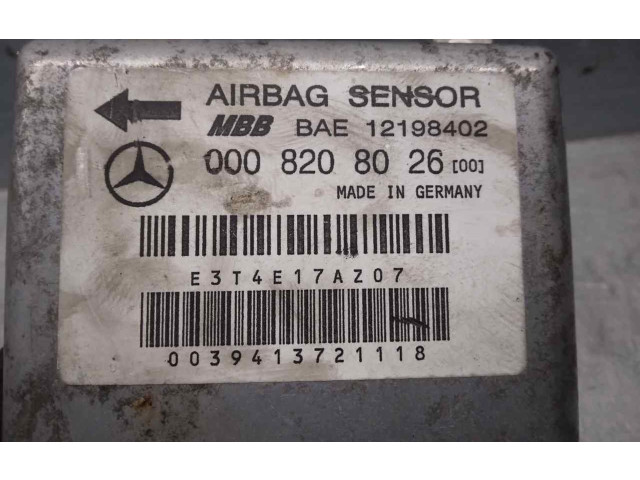 AIRBAG SENSOR
MBB BAE 12198402
000 820 80 26 [00]
MADE IN GERMANY
E3T4E17AZ07
0039413721118